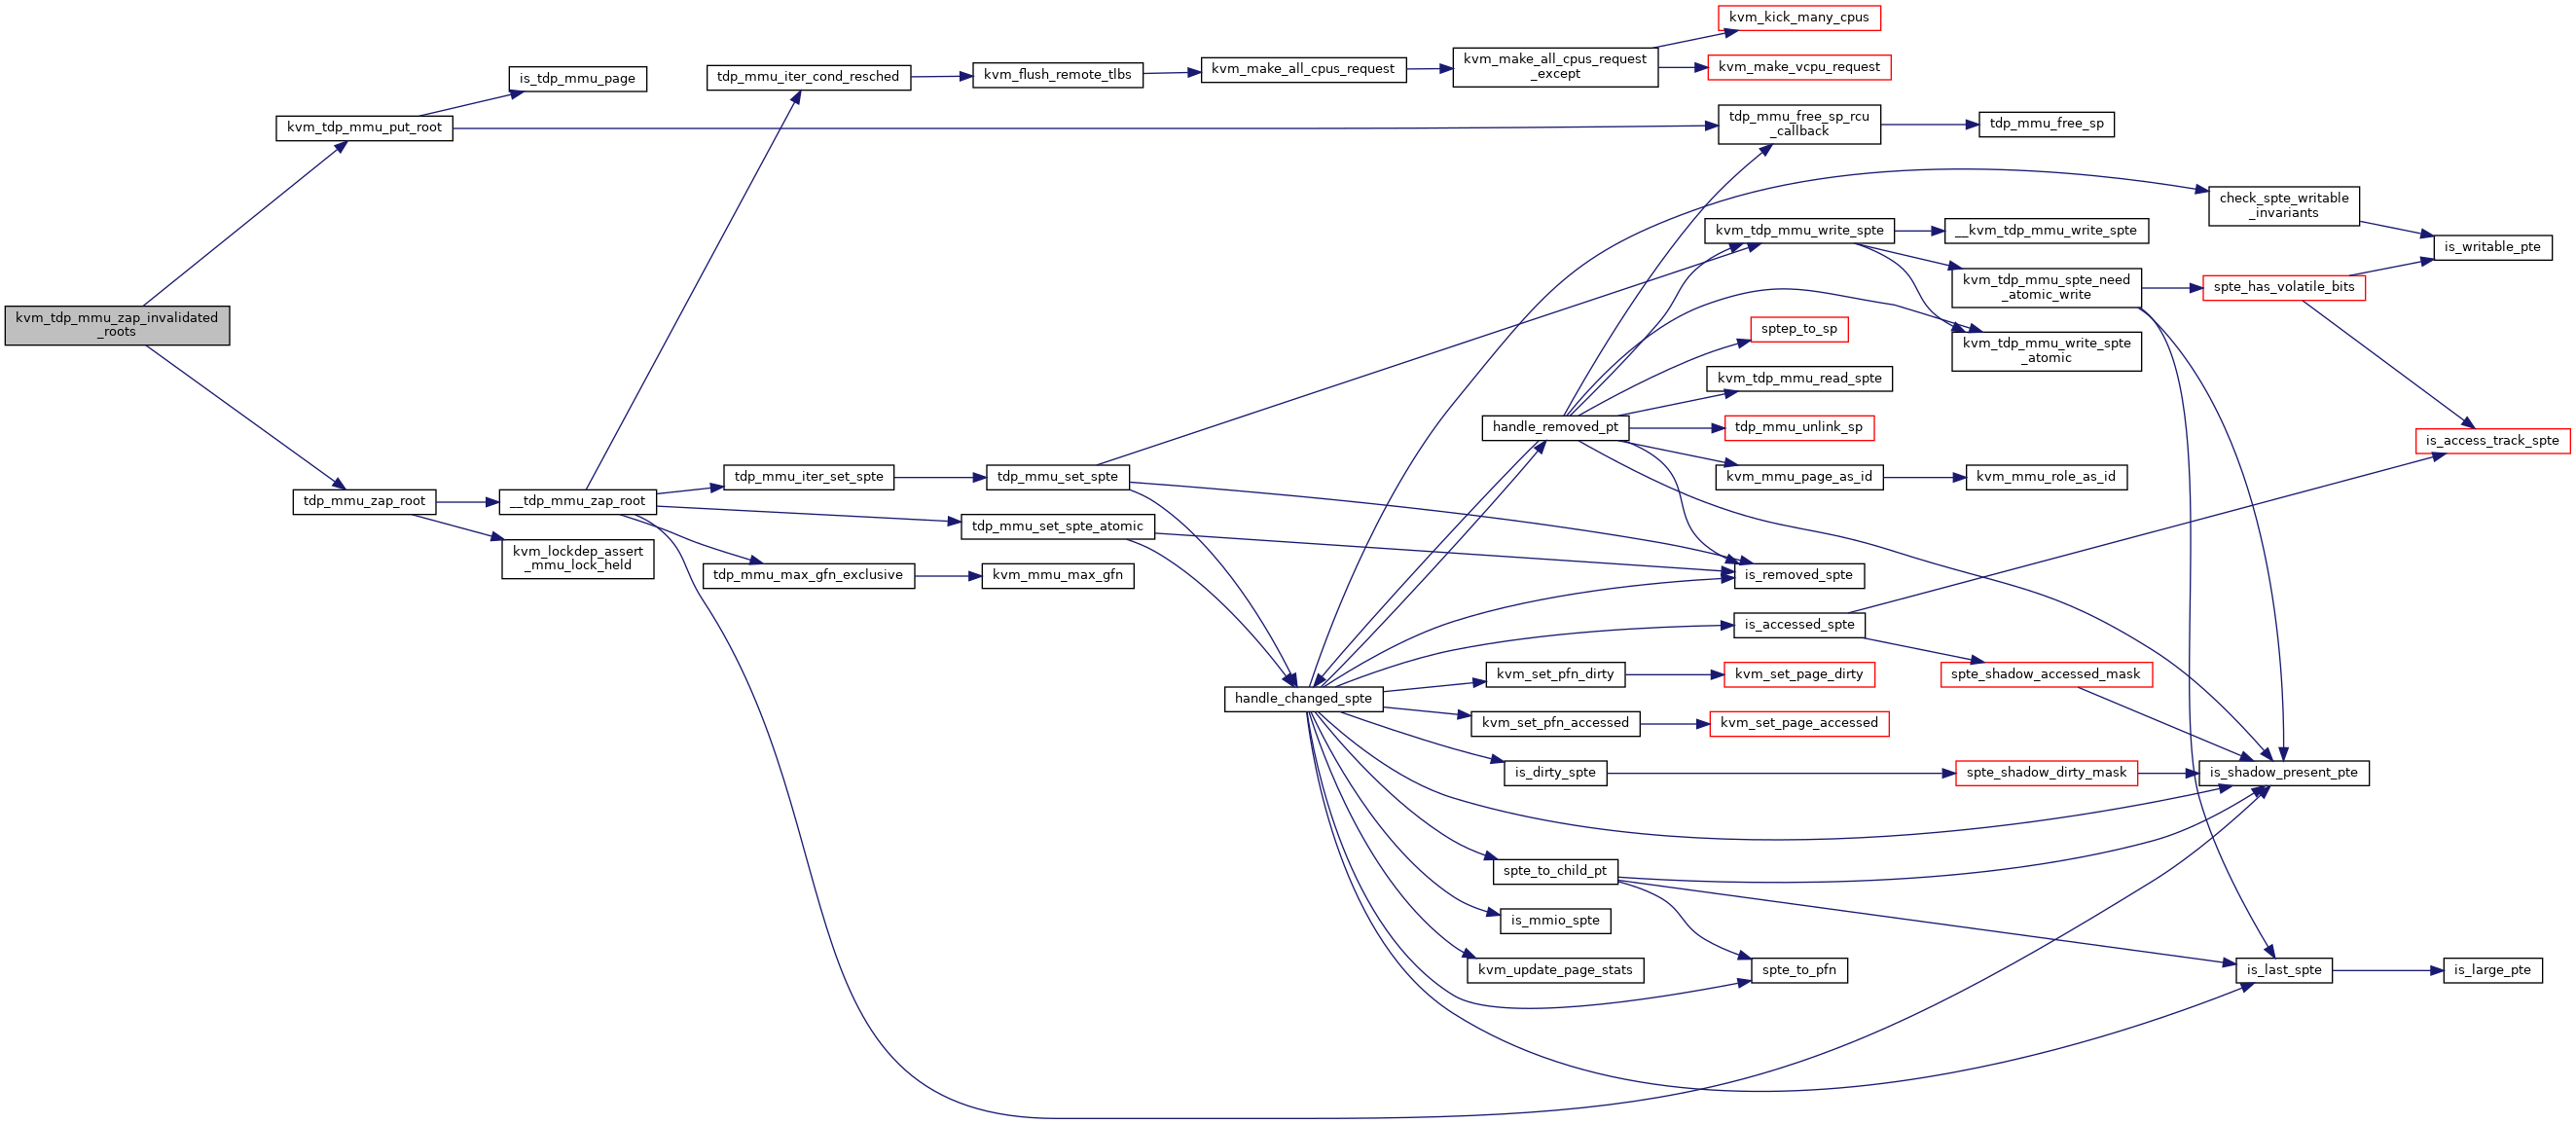 kvm_tdp_mmu_zap_invalidated
_roots
kvm_tdp_mmu_put_root
tdp_mmu_zap_root
is_tdp_mmu_page
__tdp_mmu_zap_root
kvm_lockdep_assert
_mmu_lock_held
tdp_mmu_iter_cond_resched
tdp_mmu_iter_set_spte
tdp_mmu_max_gfn_exclusive
kvm_flush_remote_tlbs
tdp_mmu_set_spte
tdp_mmu_set_spte_atomic
kvm_mmu_max_gfn
kvm_make_all_cpus_request
handle_changed_spte
kvm_make_all_cpus_request
_except
handle_removed_pt
kvm_set_pfn_dirty
kvm_set_pfn_accessed
is_dirty_spte
spte_to_child_pt
is_mmio_spte
kvm_update_page_stats
kvm_kick_many_cpus
kvm_make_vcpu_request
tdp_mmu_free_sp_rcu
_callback
kvm_tdp_mmu_write_spte
sptep_to_sp
kvm_tdp_mmu_read_spte
tdp_mmu_unlink_sp
kvm_mmu_page_as_id
is_removed_spte
is_accessed_spte
kvm_set_page_dirty
kvm_set_page_accessed
spte_to_pfn
tdp_mmu_free_sp
__kvm_tdp_mmu_write_spte
kvm_tdp_mmu_spte_need
_atomic_write
kvm_tdp_mmu_write_spte
_atomic
kvm_mmu_role_as_id
spte_shadow_accessed_mask
spte_shadow_dirty_mask
check_spte_writable
_invariants
spte_has_volatile_bits
is_shadow_present_pte
is_last_spte
is_writable_pte
is_access_track_spte
is_large_pte